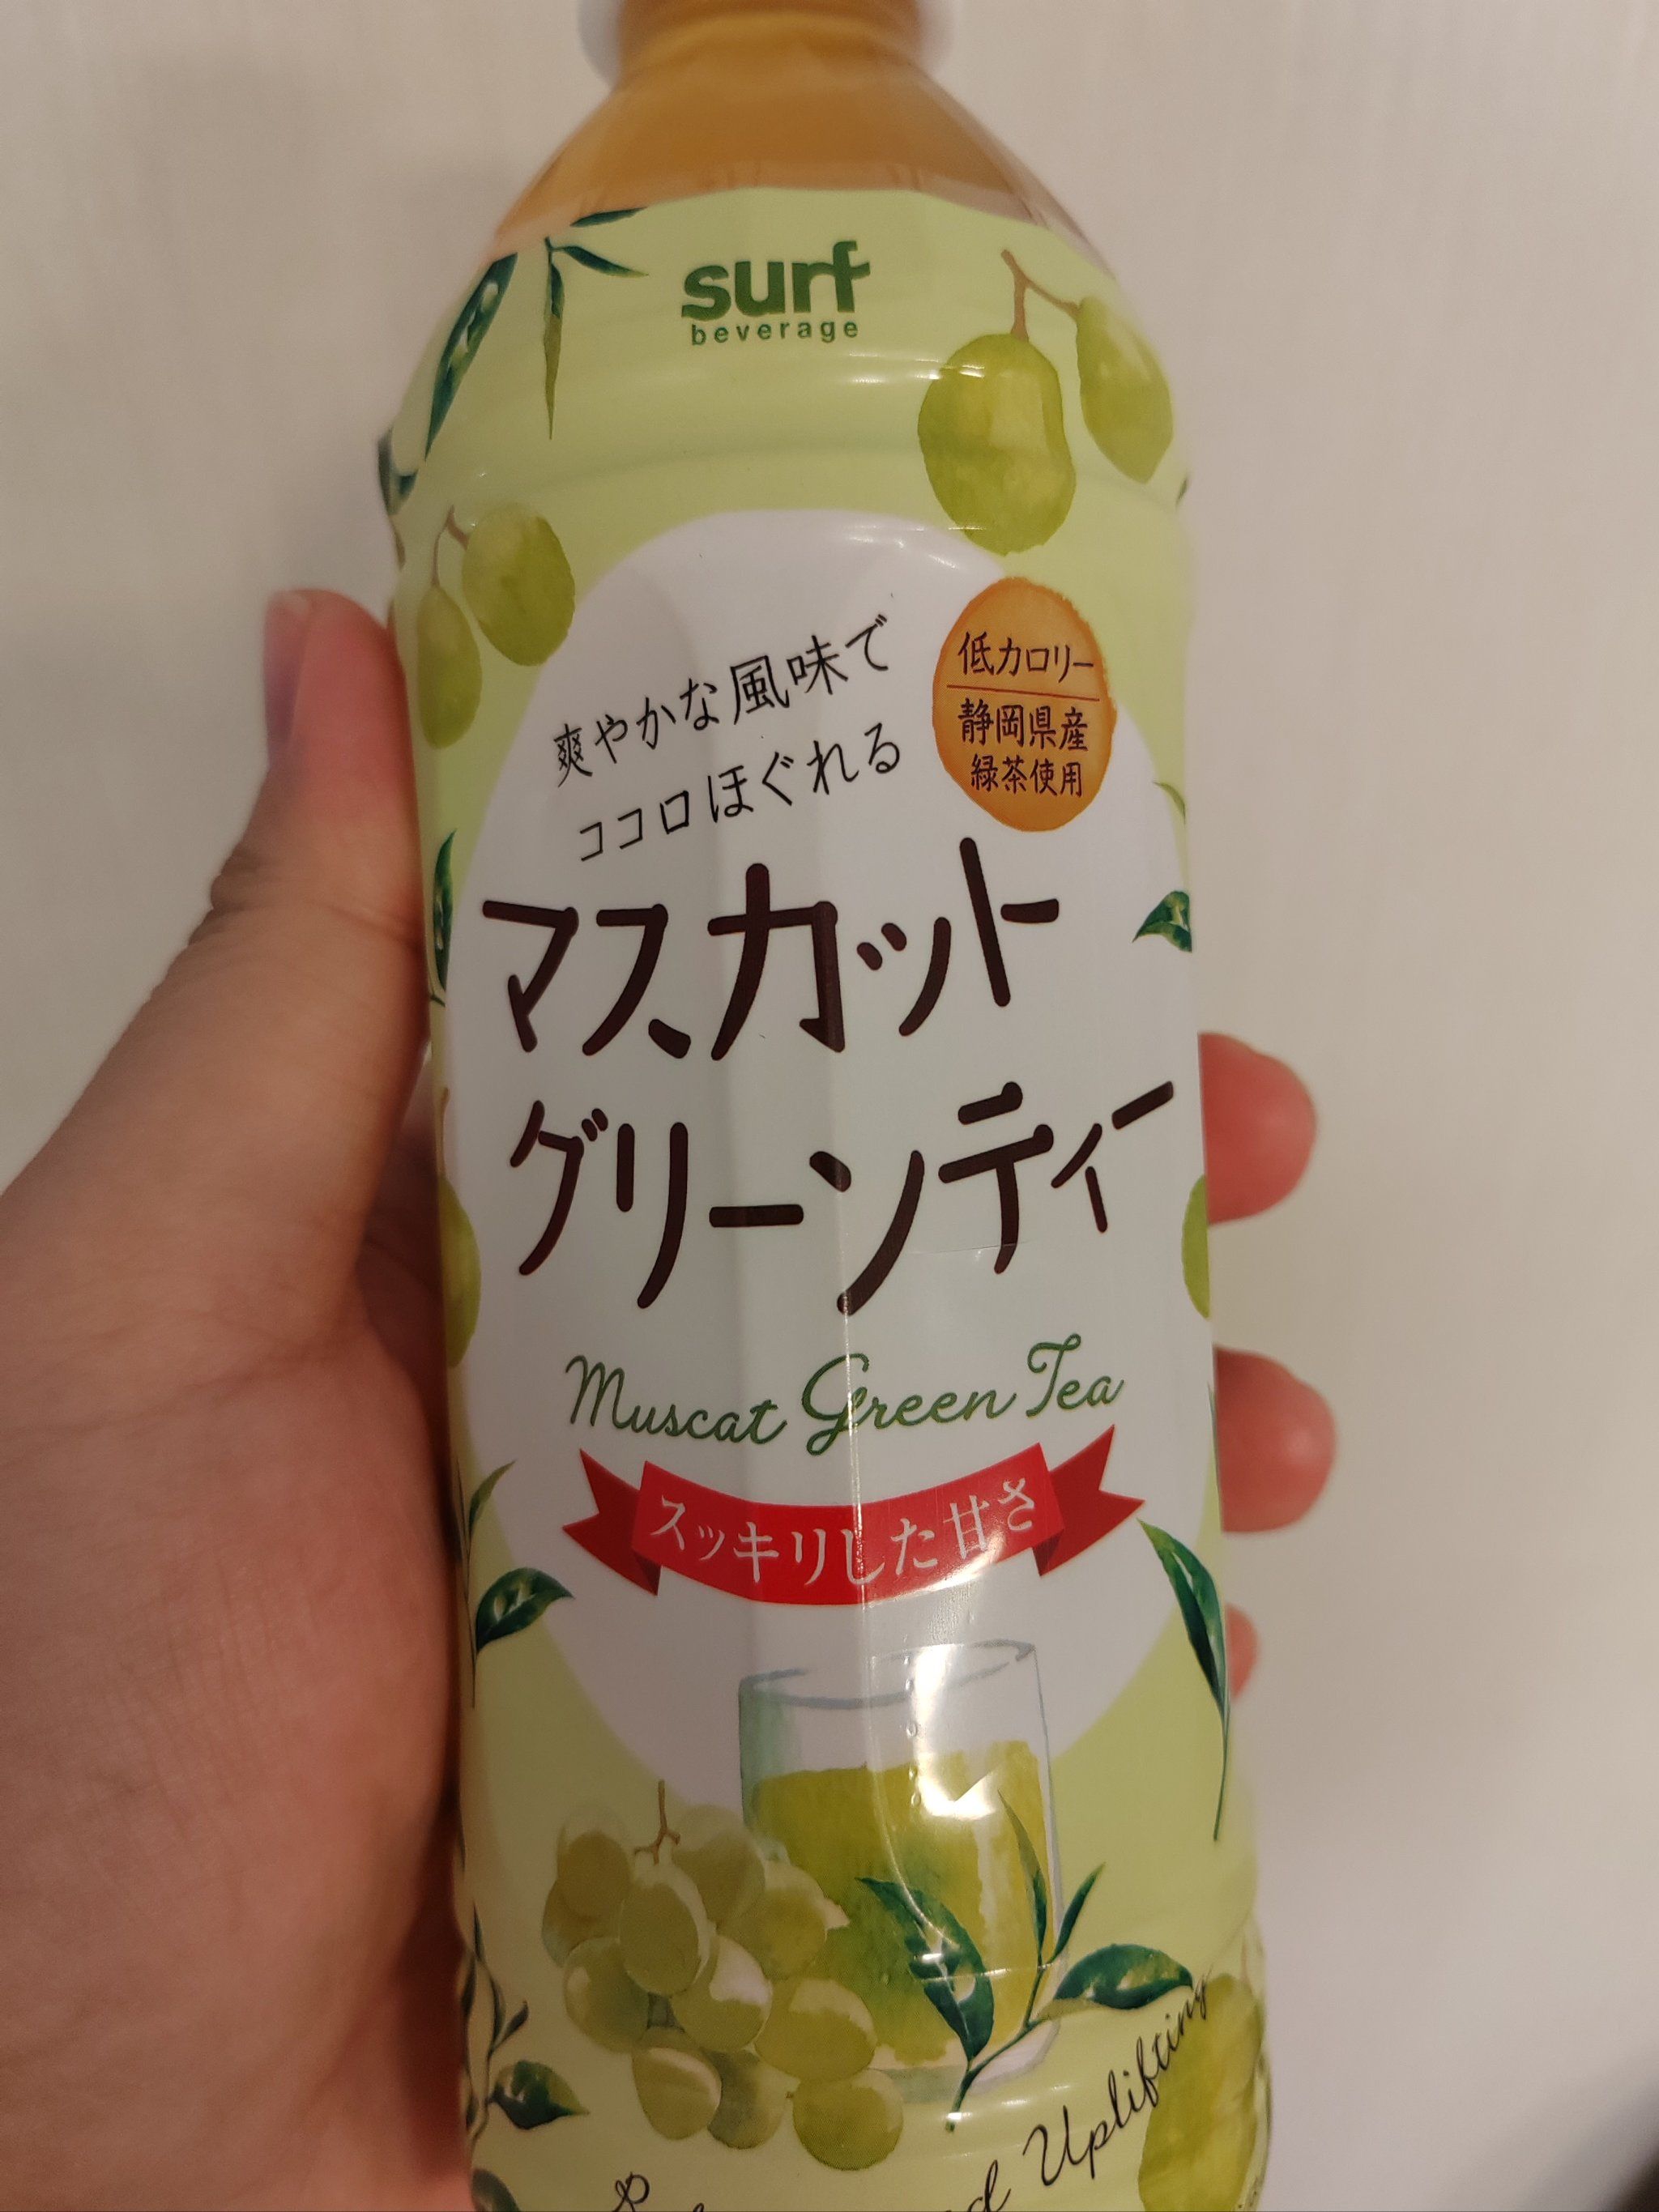 surf
beverage
爽やかな風味で
ココロほぐれる
低カロリー
静岡県産
緑茶使用
マスカット
グリーンティー
Muscat Green Tea
スッキリした甘さ
Uplifting